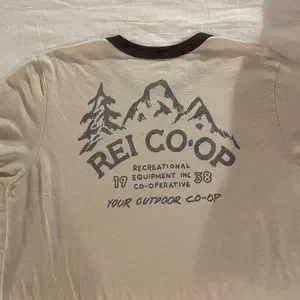 REI CO·OP
RECREATIONAL
19 EQUIPMENT INC 38
CO-OPERATIVE
YOUR OUTDOOR CO-OP